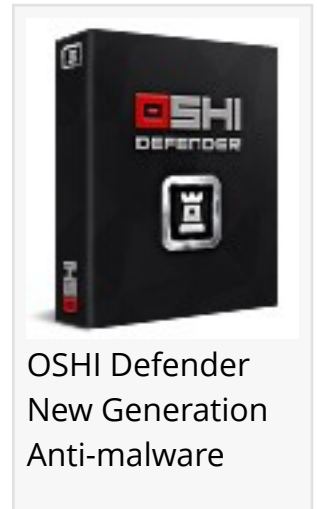 OSHI
DEFENDER
OSHI Defender
New Generation
Anti-malware